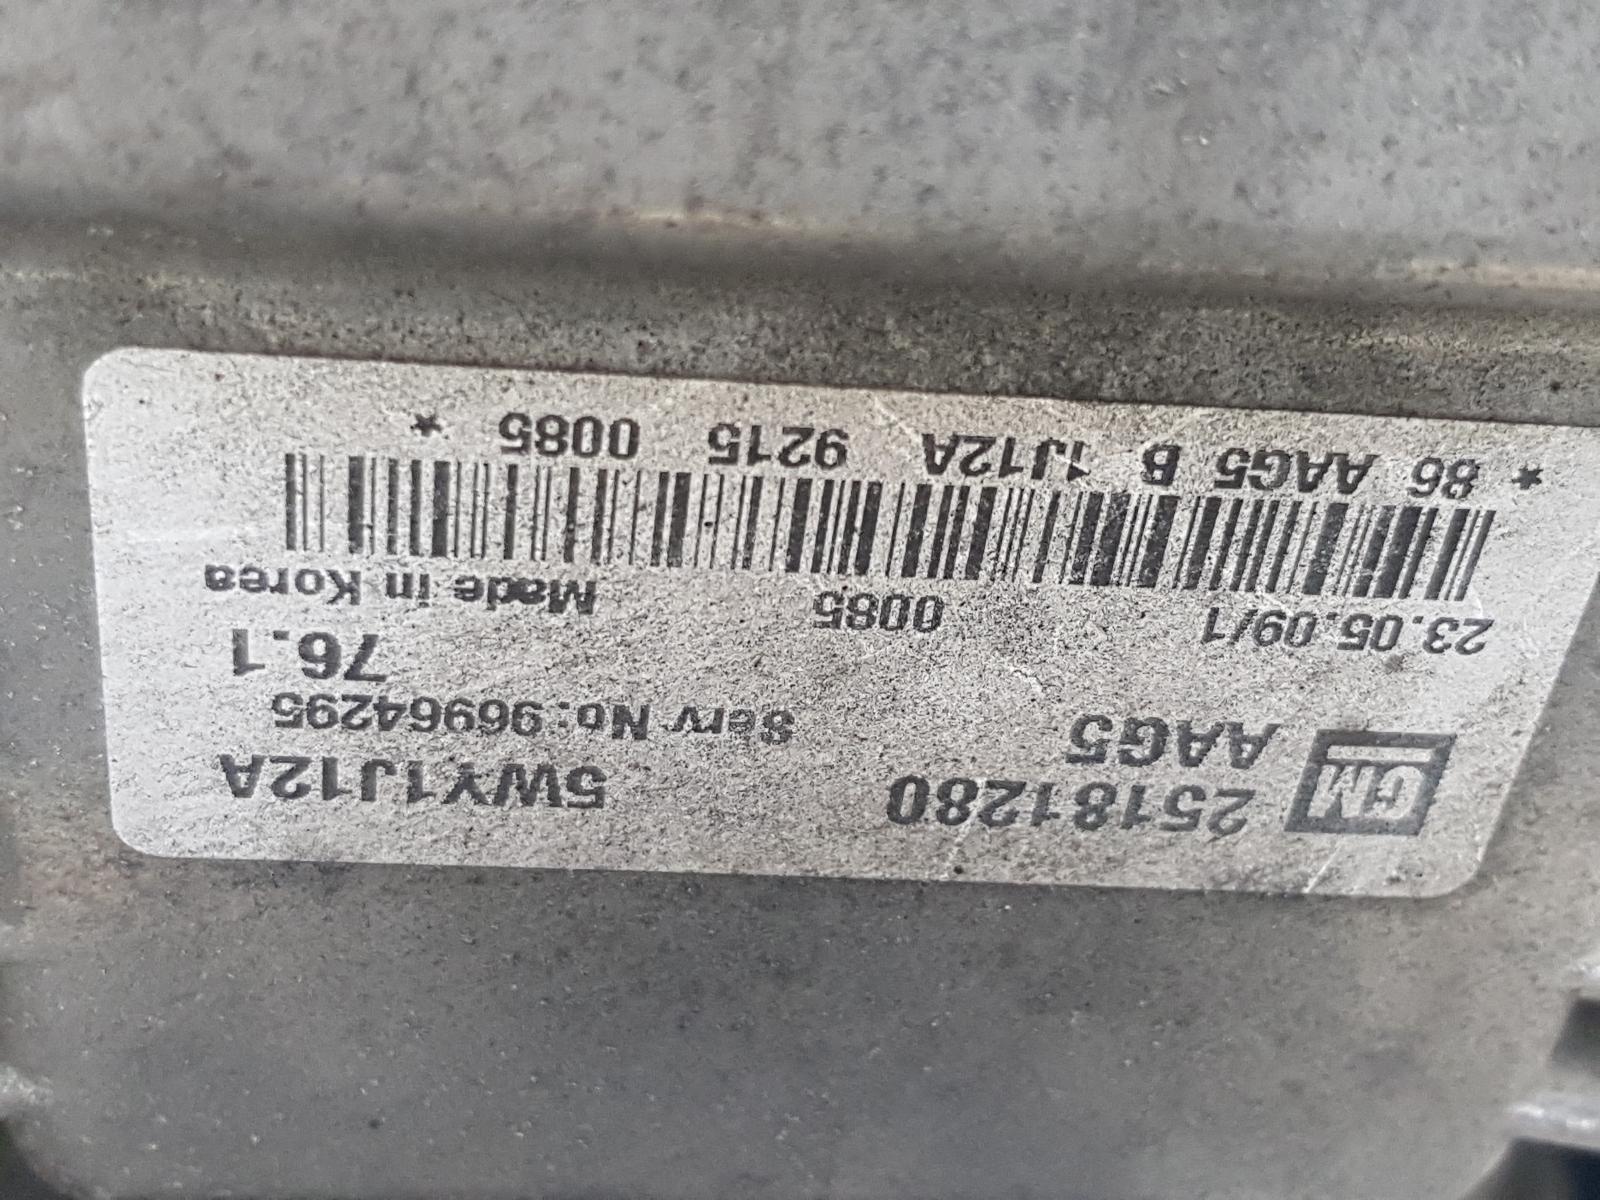 GM 25181280 5WY1J12A
AAG5 Serv No:96964295
76.1
23.05.09/1 0085 Made in Korea
* 86 AAG5 B 1J12A 9215 0085 *